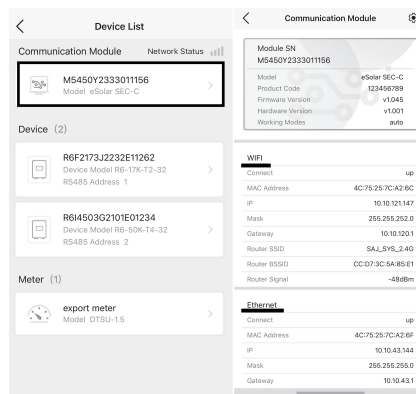 Device List
Communication Module Network Status
M5450Y2333011156
Model eSolar SEC-C
Device (2)
R6F2173J2232E11262
Device Model R6-17K-T2-32
RS485 Address 1
R6I4503G2101E01234
Device Model R6-50K-T4-32
RS485 Address 2
Meter (1)
export meter
Model DTSU-1.5
Communication Module
Module SN
M5450Y2333011156
Model eSolar SEC-C
Product Code 123456789
Firmware Version v1.045
Hardware Version v1.001
Working Modes auto
WIFI
Connect up
MAC Address 4C:75:25:7C:A2:6C
IP 10.10.121.147
Mask 255.255.252.0
Gateway 10.10.120.1
Router SSID SAJ_SYS_2.4G
Router BSSID CC:D7:3C:5A:85:E1
Router Signal -48dBm
Ethernet
Connect up
MAC Address 4C:75:25:7C:A2:6F
IP 10.10.43.144
Mask 255.255.255.0
Gateway 10.10.43.1